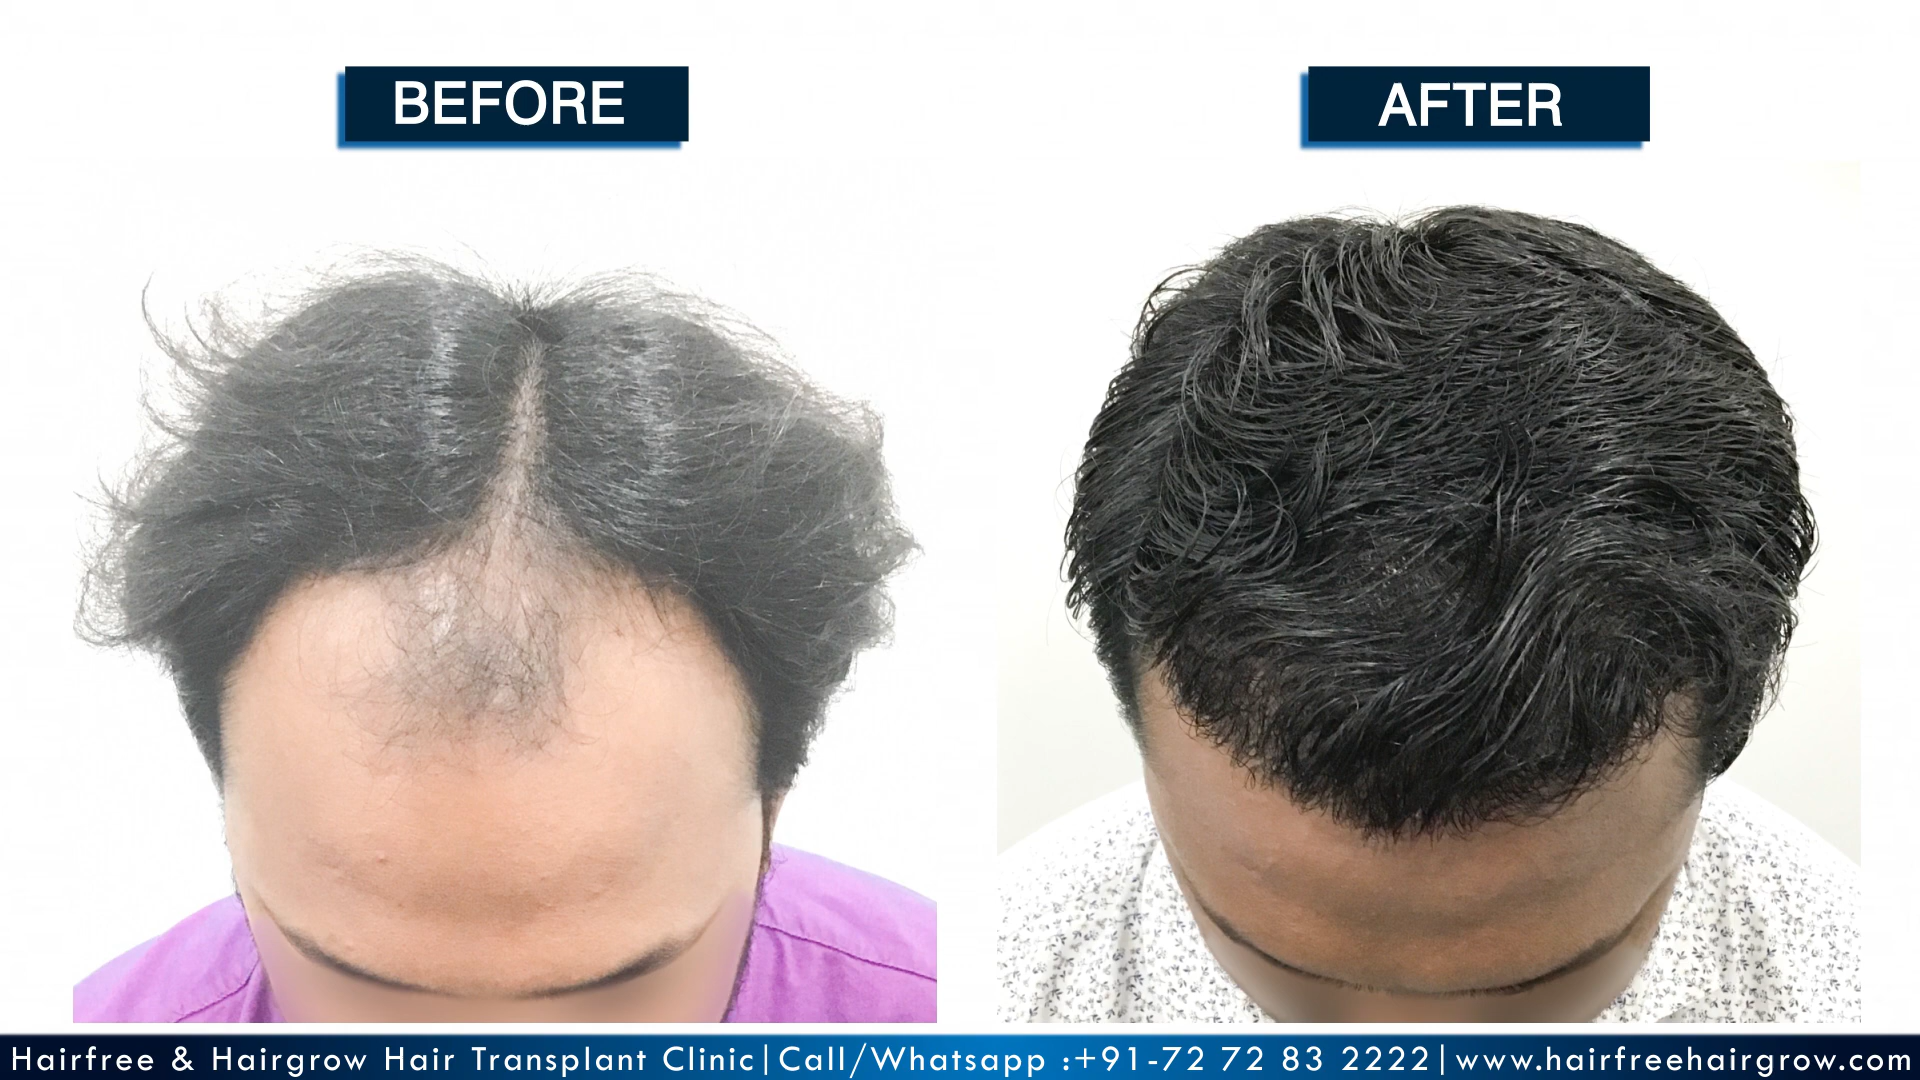 BEFORE
AFTER
Hairfree & Hairgrow Hair Transplant Clinic|Call/Whatsapp :+91-72 72 83 2222|www.hairfreehairgrow.com